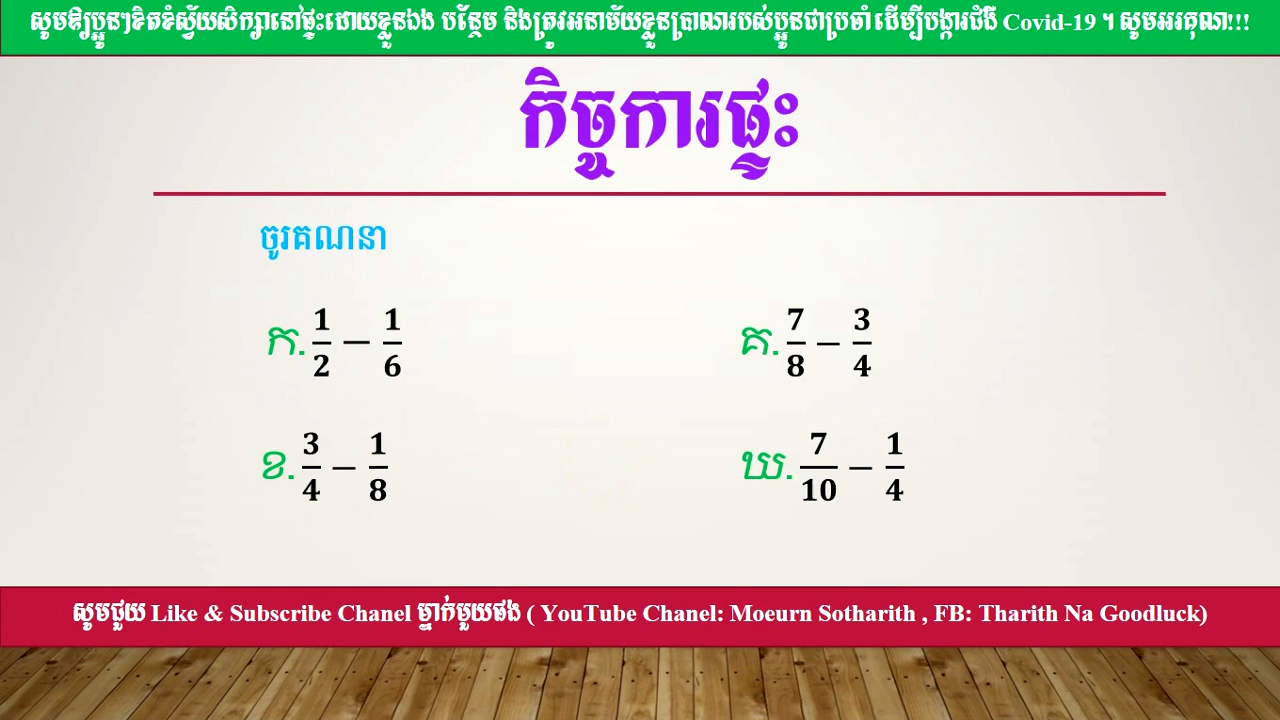 សូមឱ្យប្អូនៗខិតខំស្វ័យសិក្សានៅផ្ទះដោយខ្លួនឯង បន្ថែម និងត្រូវអនាម័យខ្លួនប្រាណរបស់ប្អូនជាប្រចាំ ដើម្បីបង្ការជំងឺ Covid-19 ។ សូមអរគុណ!!!
កិច្ចការផ្ទះ
ចូរគណនា
ក. 1/2 − 1/6
គ. 7/8 − 3/4
ខ. 3/4 − 1/8
ឃ. 7/10 − 1/4
សូមជួយ Like & Subscribe Chanel ម្នាក់មួយផង ( YouTube Chanel: Moeurn Sotharith , FB: Tharith Na Goodluck)